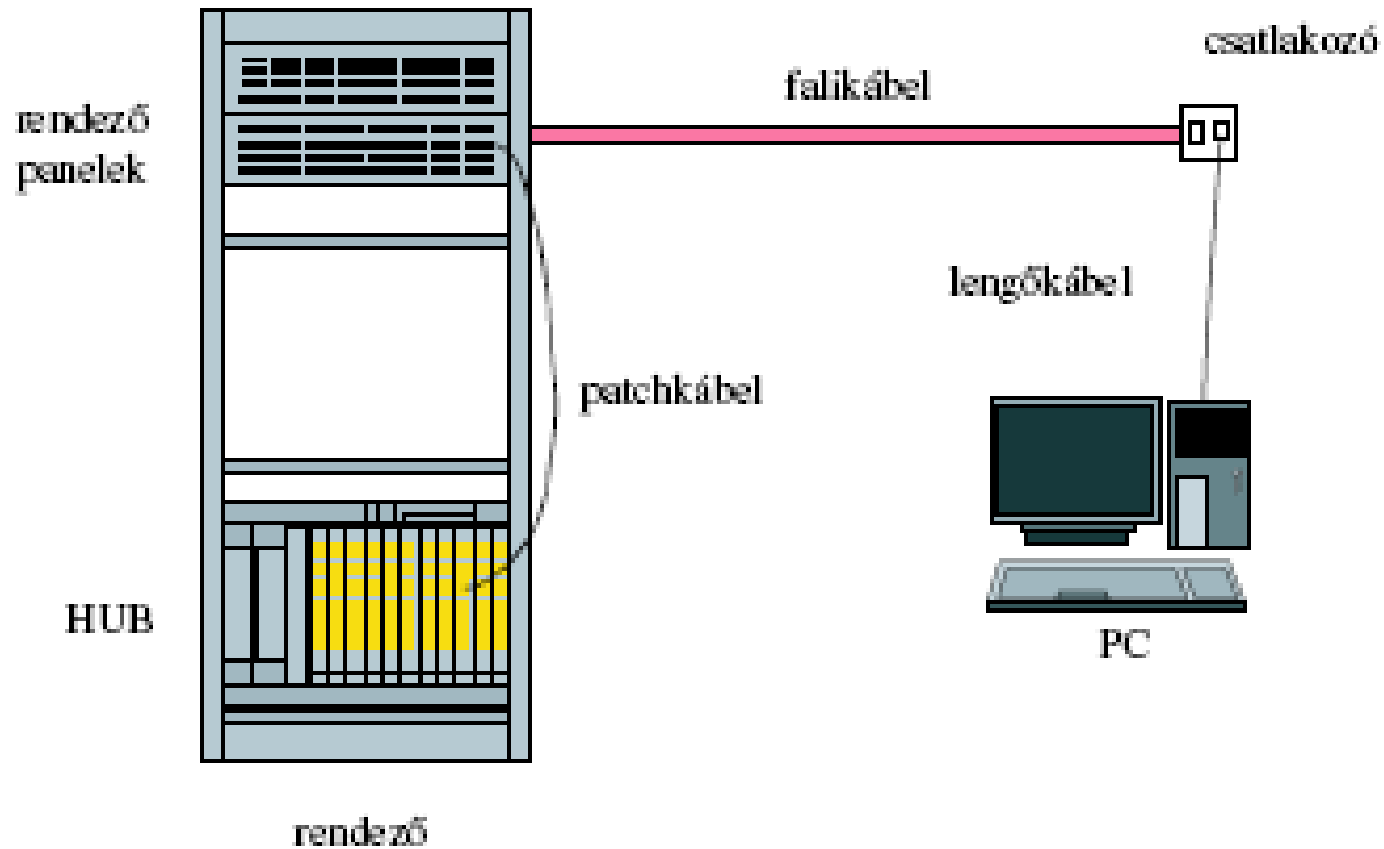 csatlakozó
falikábel
rendező
panelek
lengőkábel
patchkábel
HUB
PC
rendező